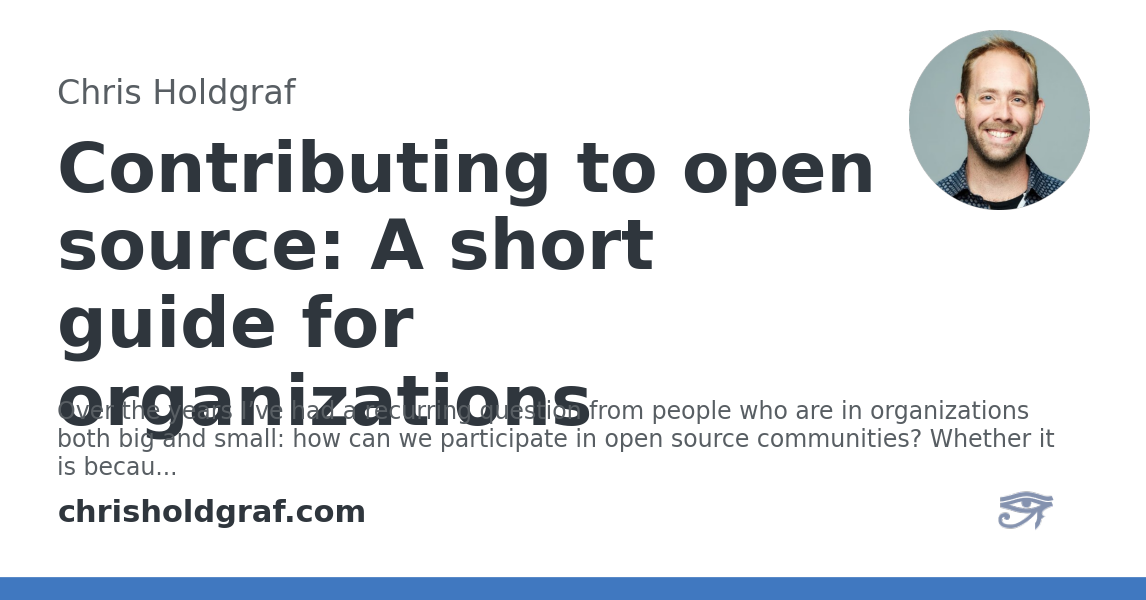 Chris Holdgraf
Contributing to open
source: A short
guide for
organizations
Over the years I've had a recurring question from people who are in organizations
both big and small: how can we participate in open source communities? Whether it
is becau...
chrisholdgraf.com